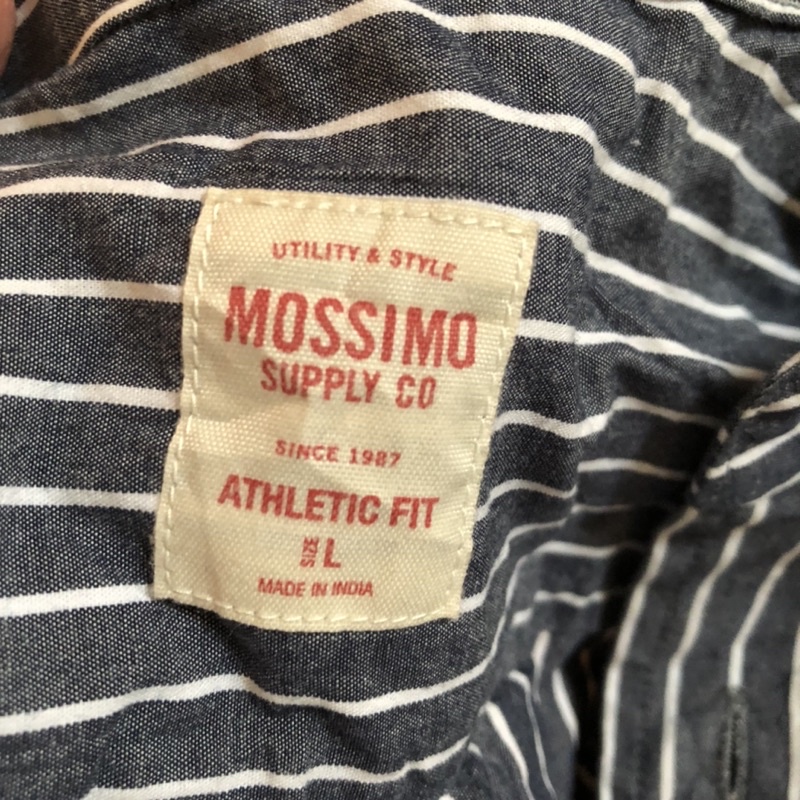 UTILITY & STYLE
MOSSIMO
SUPPLY CO
SINCE 1987
ATHLETIC FIT
SIZE L
MADE IN INDIA